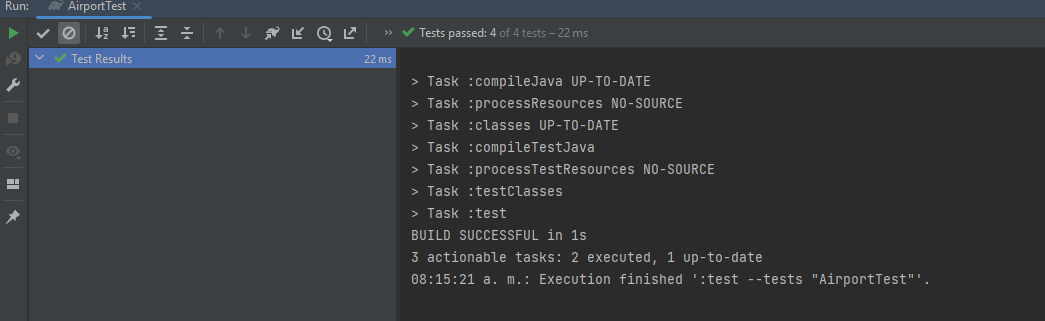 Run: AirportTest
Tests passed: 4 of 4 tests – 22 ms
Test Results 22 ms
> Task :compileJava UP-TO-DATE
> Task :processResources NO-SOURCE
> Task :classes UP-TO-DATE
> Task :compileTestJava
> Task :processTestResources NO-SOURCE
> Task :testClasses
> Task :test
BUILD SUCCESSFUL in 1s
3 actionable tasks: 2 executed, 1 up-to-date
08:15:21 a. m.: Execution finished ':test --tests "AirportTest"'.